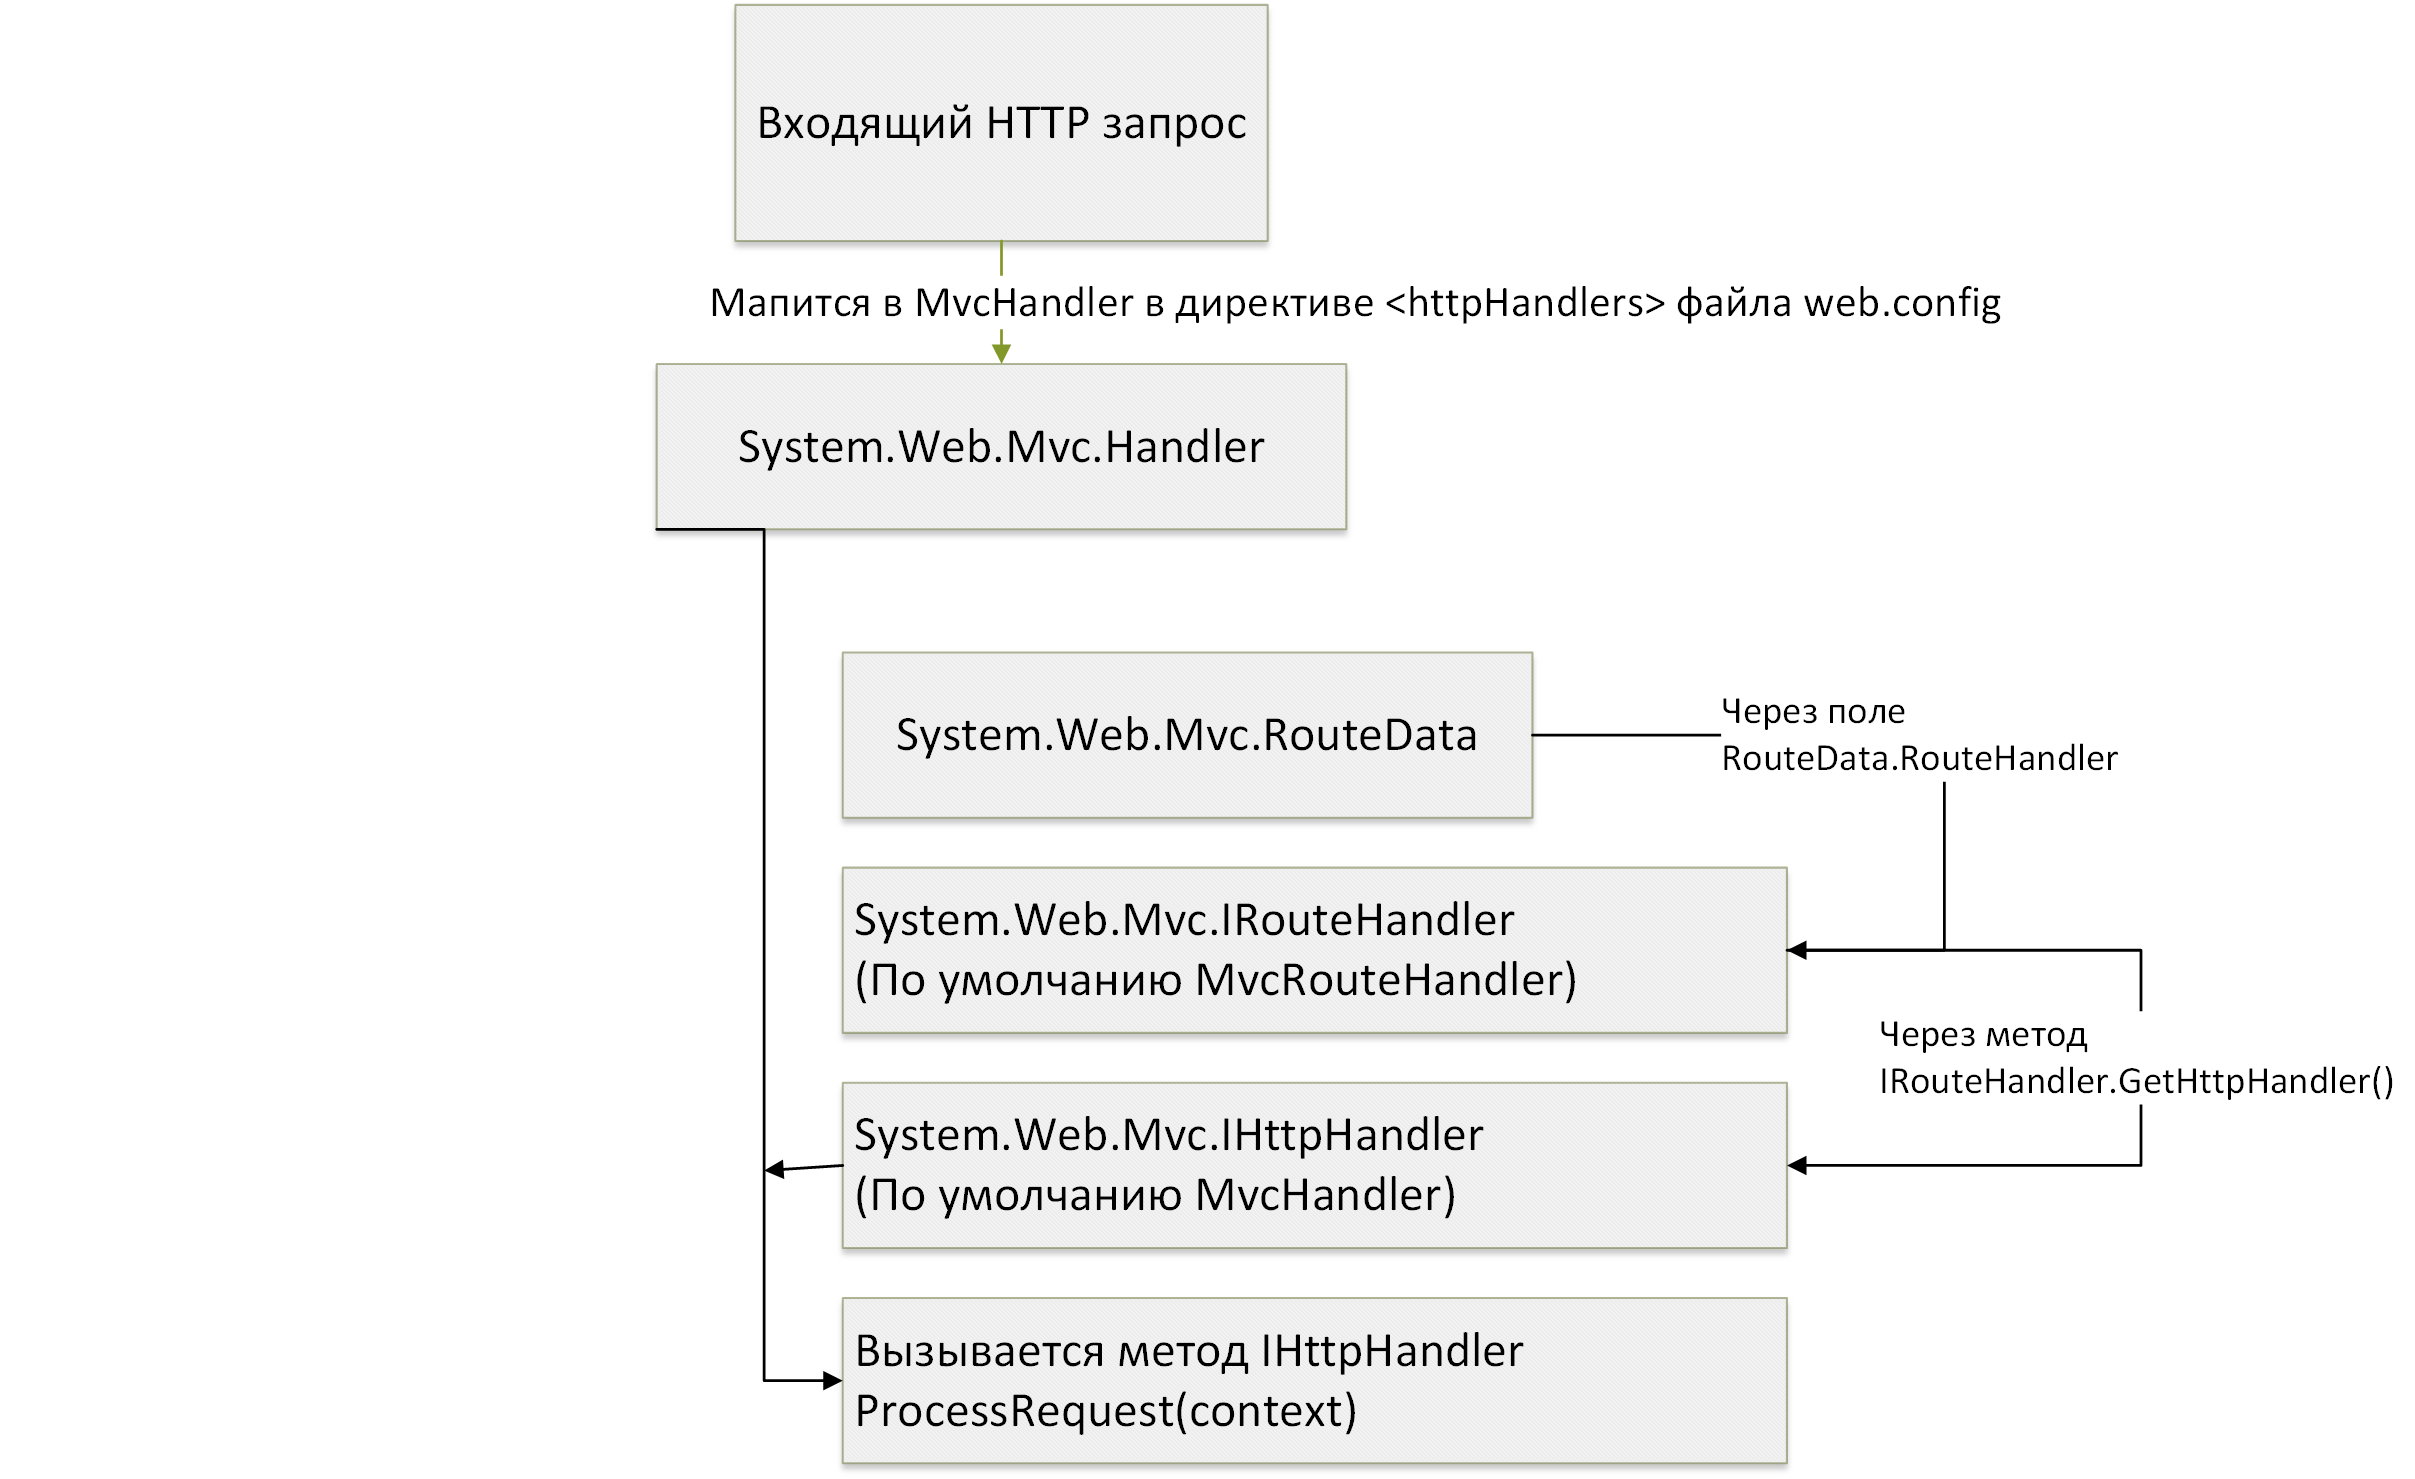 Входящий HTTP запрос
Мапится в MvcHandler в директиве <httpHandlers> файла web.config
System.Web.Mvc.Handler
System.Web.Mvc.RouteData
Через поле
RouteData.RouteHandler
System.Web.Mvc.IRouteHandler
(По умолчанию MvcRouteHandler)
Через метод
IRouteHandler.GetHttpHandler()
System.Web.Mvc.IHttpHandler
(По умолчанию MvcHandler)
Вызывается метод IHttpHandler
ProcessRequest(context)